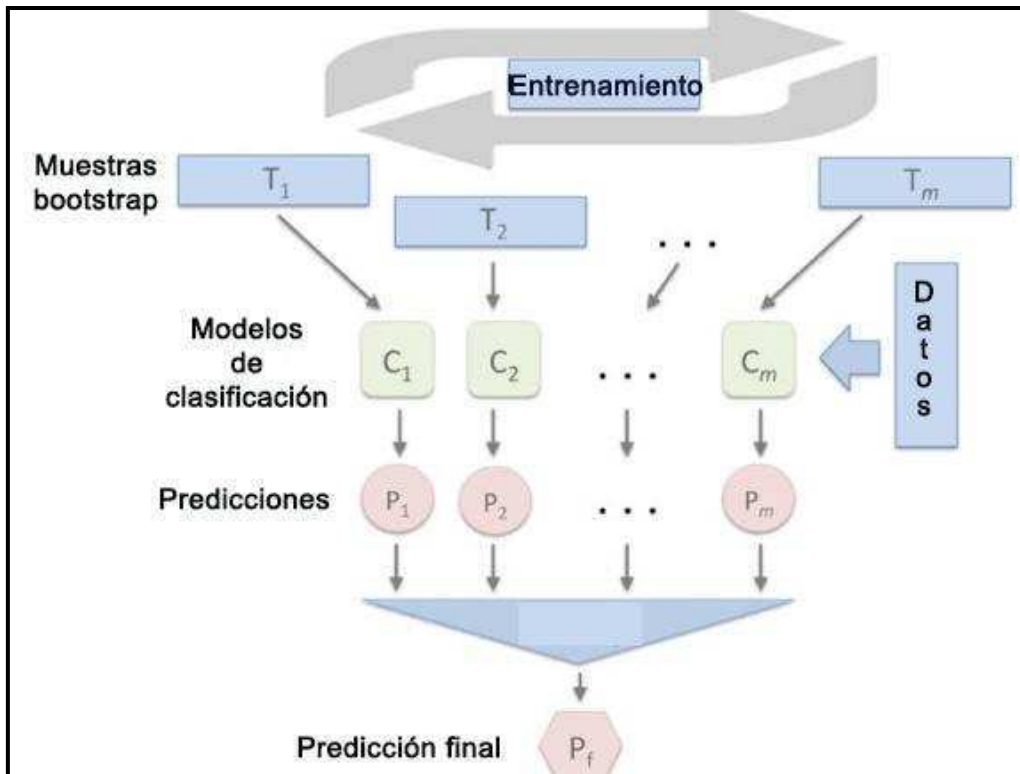 Entrenamiento
Muestras
bootstrap
T1
T2
. . .
Tm
D
a
t
o
s
Modelos
de
clasificación
C1
C2
. . .
Cm
Predicciones
P1
P2
. . .
Pm
Predicción final
Pf